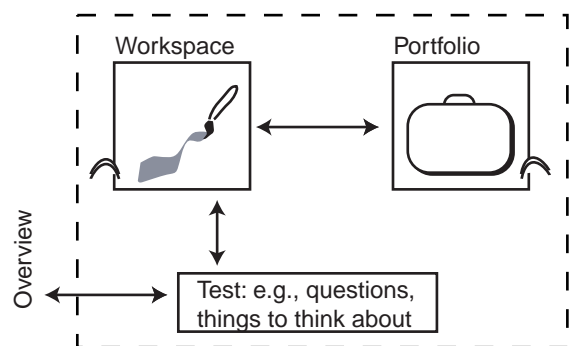 Workspace
Portfolio
Overview
Test: e.g., questions,
things to think about